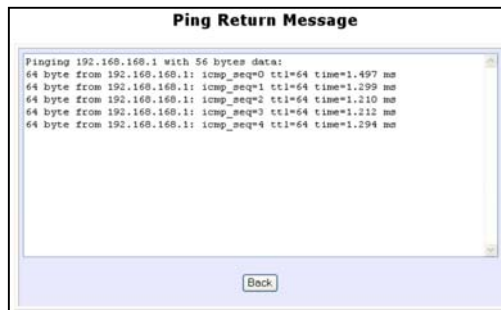 Ping Return Message
Pinging 192.168.168.1 with 56 bytes data:
64 byte from 192.168.168.1: icmp_seq=0 ttl=64 time=1.497 ms
64 byte from 192.168.168.1: icmp_seq=1 ttl=64 time=1.299 ms
64 byte from 192.168.168.1: icmp_seq=2 ttl=64 time=1.210 ms
64 byte from 192.168.168.1: icmp_seq=3 ttl=64 time=1.212 ms
64 byte from 192.168.168.1: icmp_seq=4 ttl=64 time=1.294 ms
Back